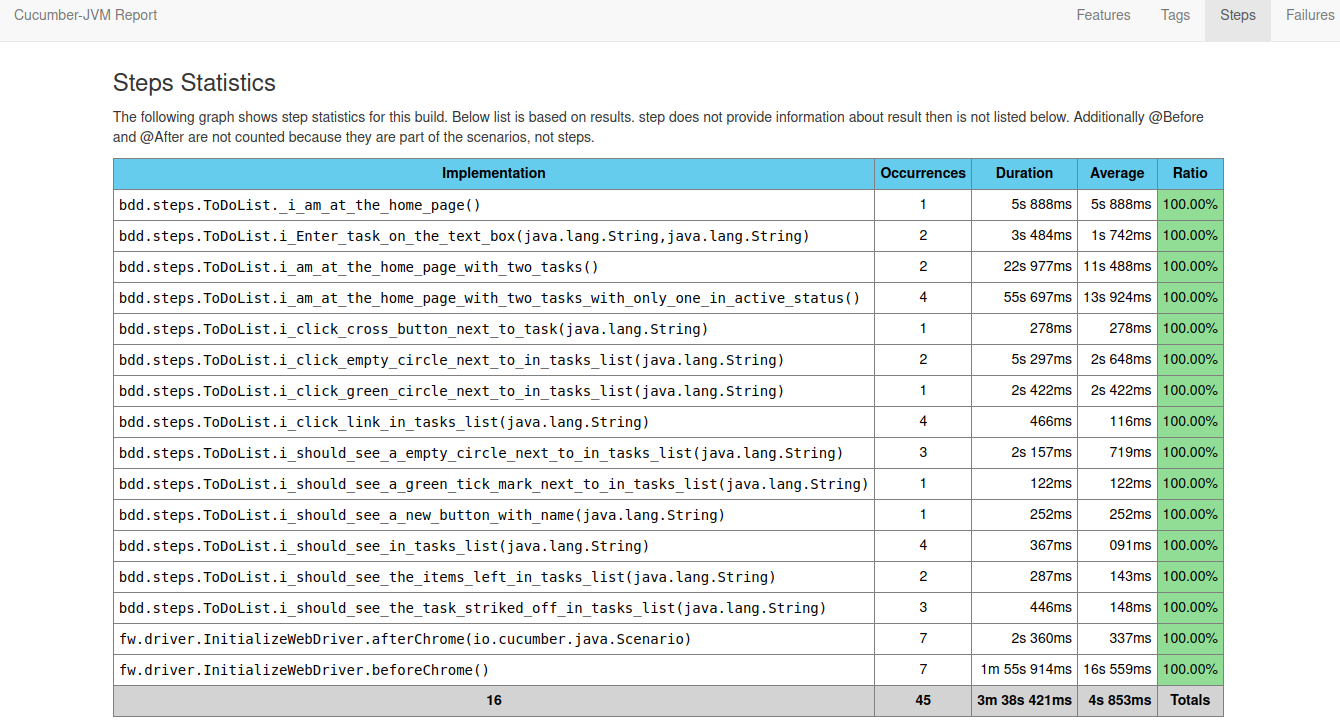 Cucumber-JVM Report Features Tags Steps Failures
Steps Statistics
The following graph shows step statistics for this build. Below list is based on results. step does not provide information about result then is not listed below. Additionally @Before
and @After are not counted because they are part of the scenarios, not steps.
Implementation Occurrences Duration Average Ratio
bdd.steps.ToDoList._i_am_at_the_home_page() 1 5s 888ms 5s 888ms 100.00%
bdd.steps.ToDoList.i_Enter_task_on_the_text_box(java.lang.String,java.lang.String) 2 3s 484ms 1s 742ms 100.00%
bdd.steps.ToDoList.i_am_at_the_home_page_with_two_tasks() 2 22s 977ms 11s 488ms 100.00%
bdd.steps.ToDoList.i_am_at_the_home_page_with_two_tasks_with_only_one_in_active_status() 4 55s 697ms 13s 924ms 100.00%
bdd.steps.ToDoList.i_click_cross_button_next_to_task(java.lang.String) 1 278ms 278ms 100.00%
bdd.steps.ToDoList.i_click_empty_circle_next_to_in_tasks_list(java.lang.String) 2 5s 297ms 2s 648ms 100.00%
bdd.steps.ToDoList.i_click_green_circle_next_to_in_tasks_list(java.lang.String) 1 2s 422ms 2s 422ms 100.00%
bdd.steps.ToDoList.i_click_link_in_tasks_list(java.lang.String) 4 466ms 116ms 100.00%
bdd.steps.ToDoList.i_should_see_a_empty_circle_next_to_in_tasks_list(java.lang.String) 3 2s 157ms 719ms 100.00%
bdd.steps.ToDoList.i_should_see_a_green_tick_mark_next_to_in_tasks_list(java.lang.String) 1 122ms 122ms 100.00%
bdd.steps.ToDoList.i_should_see_a_new_button_with_name(java.lang.String) 1 252ms 252ms 100.00%
bdd.steps.ToDoList.i_should_see_in_tasks_list(java.lang.String) 4 367ms 091ms 100.00%
bdd.steps.ToDoList.i_should_see_the_items_left_in_tasks_list(java.lang.String) 2 287ms 143ms 100.00%
bdd.steps.ToDoList.i_should_see_the_task_striked_off_in_tasks_list(java.lang.String) 3 446ms 148ms 100.00%
fw.driver.InitializeWebDriver.afterChrome(io.cucumber.java.Scenario) 7 2s 360ms 337ms 100.00%
fw.driver.InitializeWebDriver.beforeChrome() 7 1m 55s 914ms 16s 559ms 100.00%
16 45 3m 38s 421ms 4s 853ms Totals